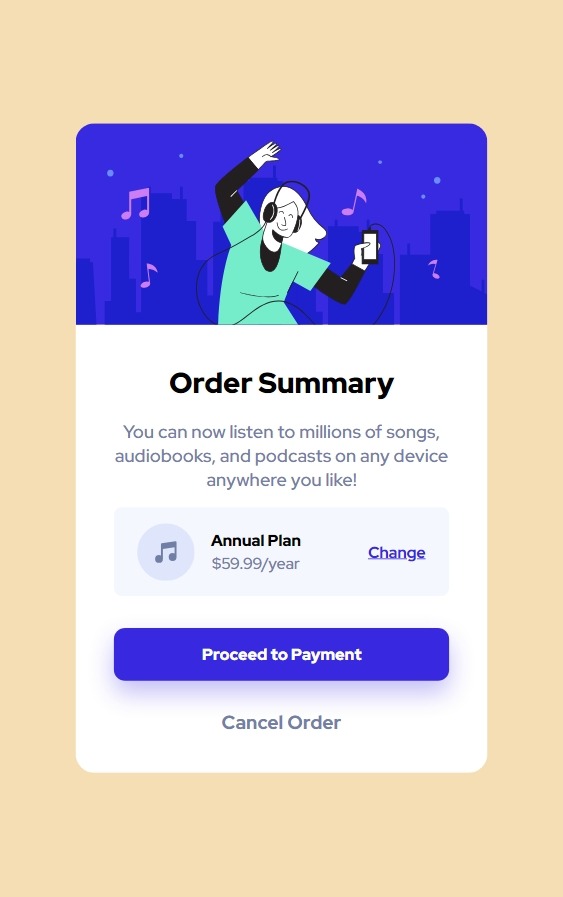 Order Summary
You can now listen to millions of songs,
audiobooks, and podcasts on any device
anywhere you like!
Annual Plan
$59.99/year
Change
Proceed to Payment
Cancel Order